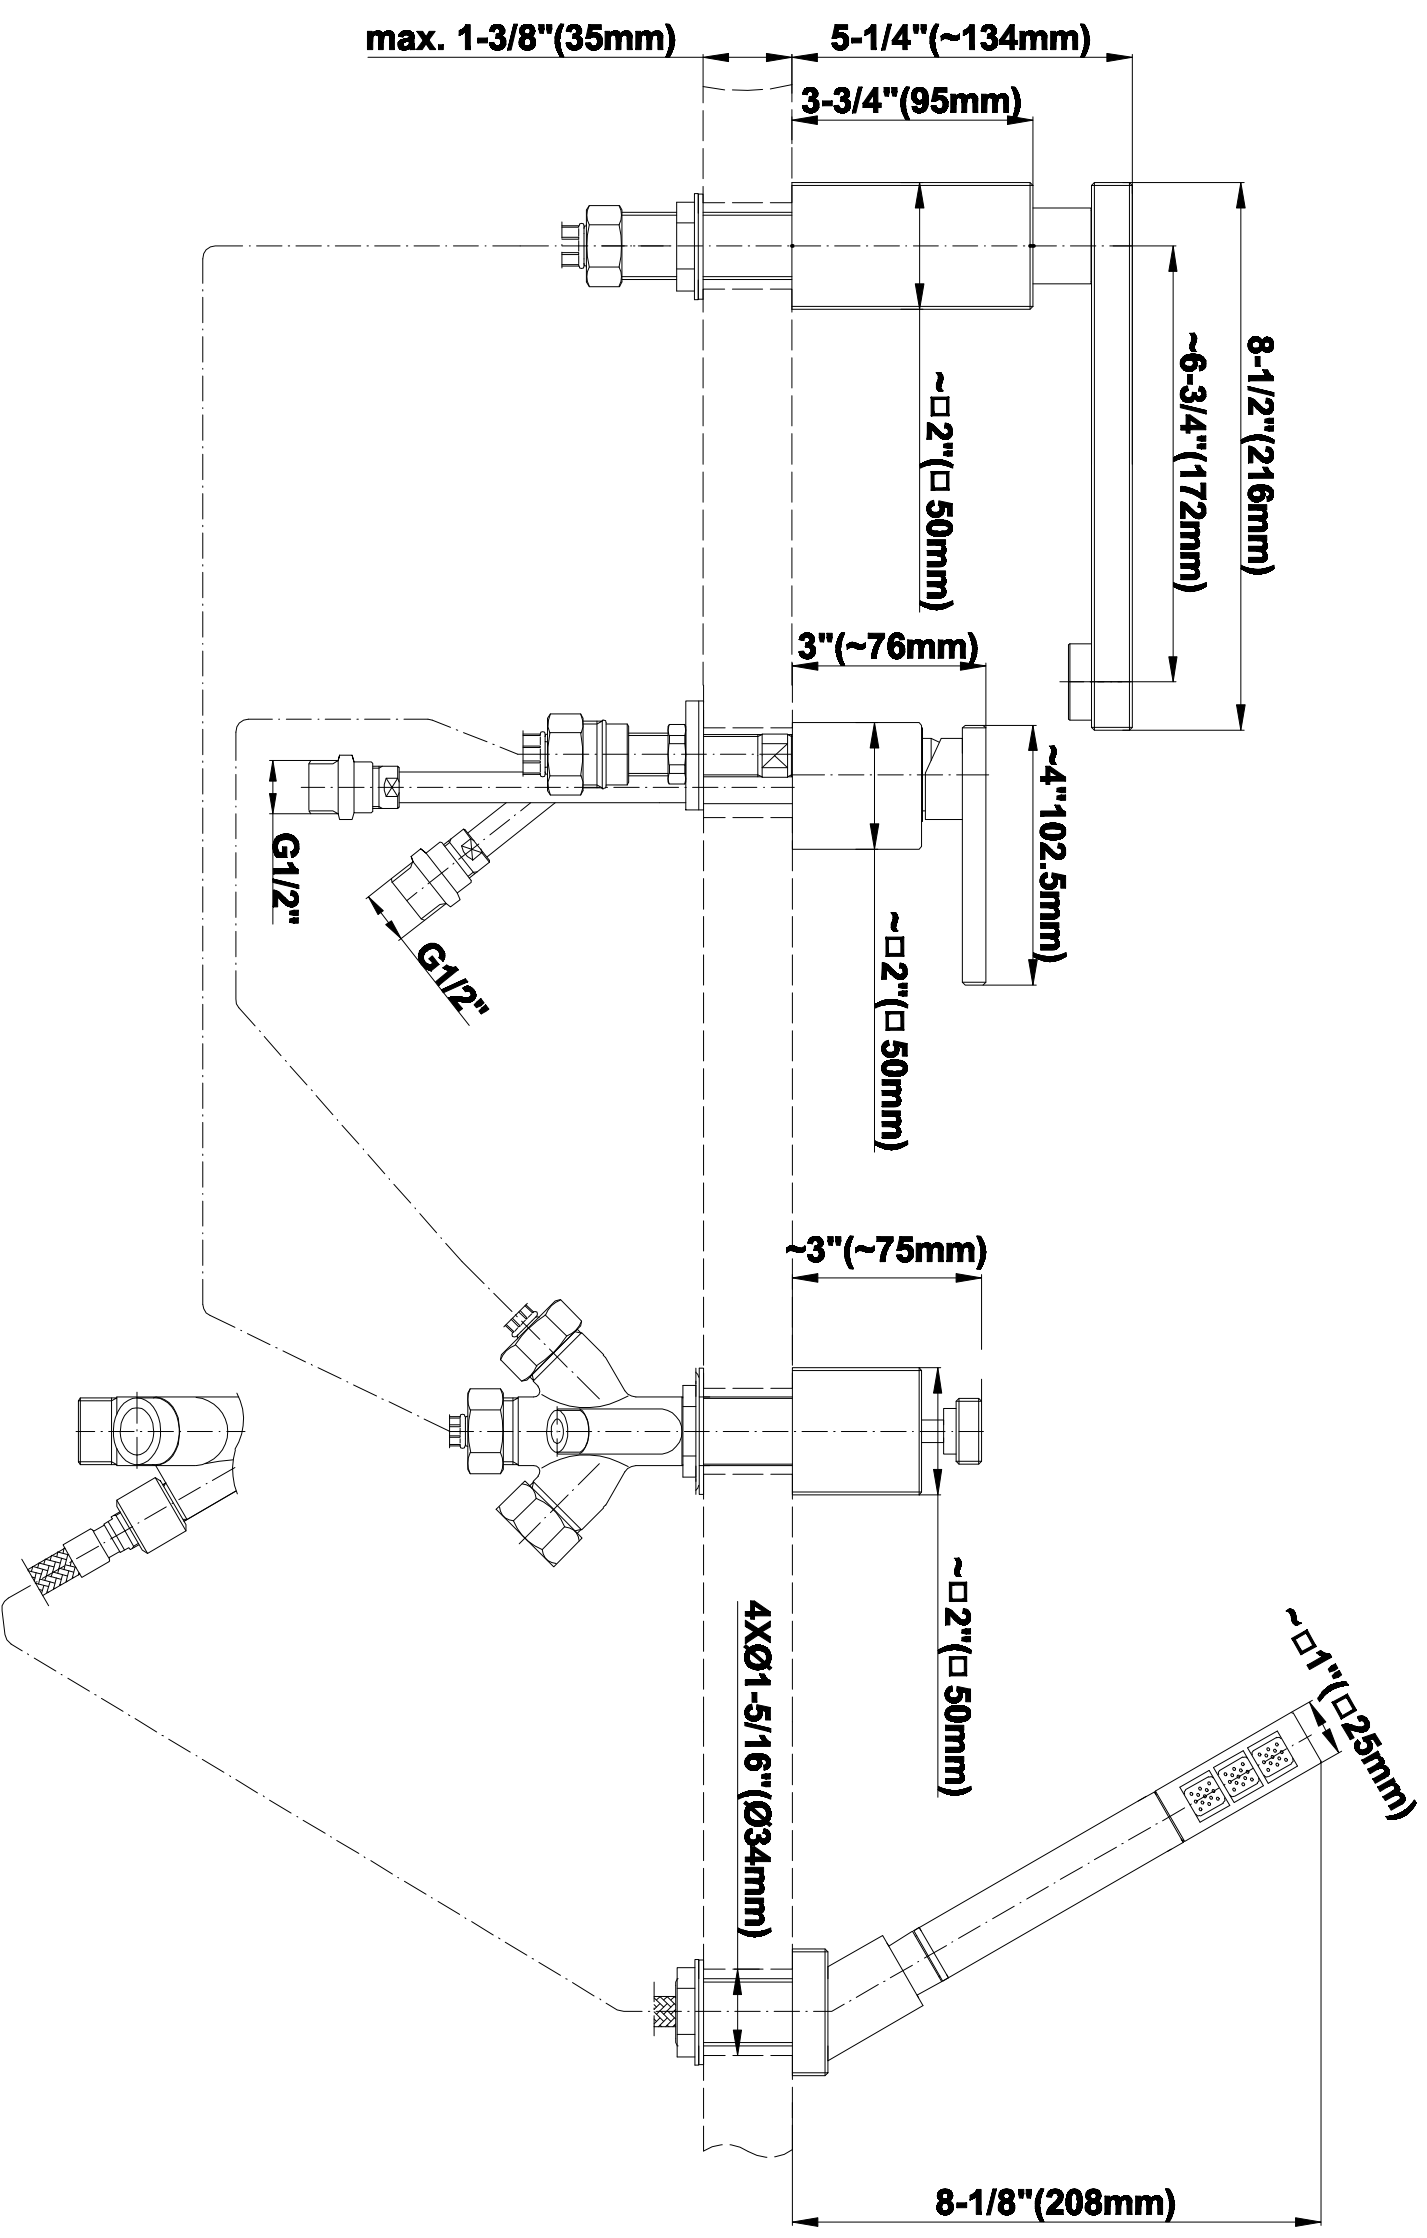 max. 1-3/8"(35mm)
5-1/4"(~134mm)
3-3/4"(95mm)
8-1/2"(216mm)
~6-3/4"(172mm)
~□2"(□50mm)
3"(~76mm)
~4"102.5mm)
G1/2"
G1/2"
~□2"(□50mm)
~3"(~75mm)
~□2"(□50mm)
4XØ1-5/16"(Ø34mm)
~□1"(□25mm)
8-1/8"(208mm)